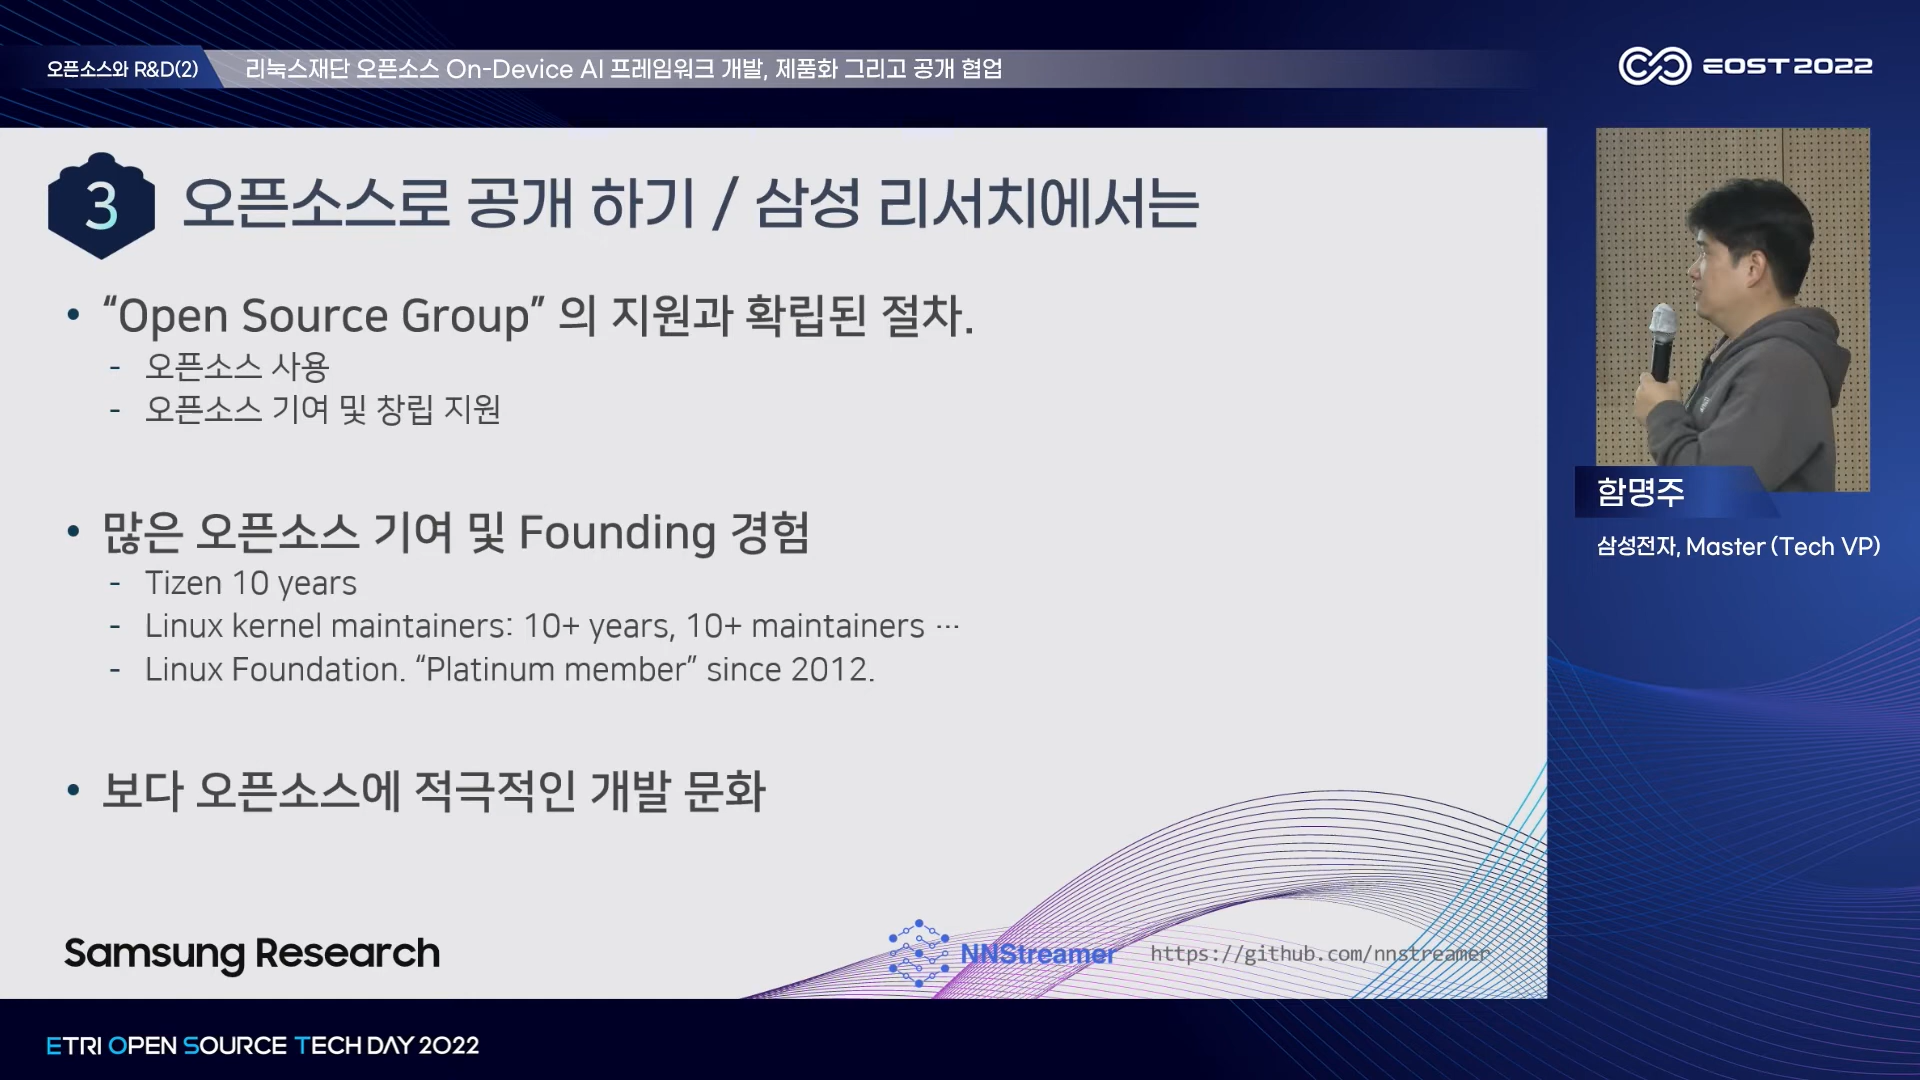 오픈소스와 R&D(2)
리눅스재단 오픈소스 On-Device AI 프레임워크 개발, 제품화 그리고 공개 협업
EOST2022
3
오픈소스로 공개 하기 / 삼성 리서치에서는
• “Open Source Group” 의 지원과 확립된 절차.
- 오픈소스 사용
- 오픈소스 기여 및 창립 지원
• 많은 오픈소스 기여 및 Founding 경험
- Tizen 10 years
- Linux kernel maintainers: 10+ years, 10+ maintainers ⋯
- Linux Foundation. “Platinum member” since 2012.
• 보다 오픈소스에 적극적인 개발 문화
Samsung Research
NNStreamer
https://github.com/nnstreamer
함명주
삼성전자, Master (Tech VP)
ETRI OPEN SOURCE TECH DAY 2022